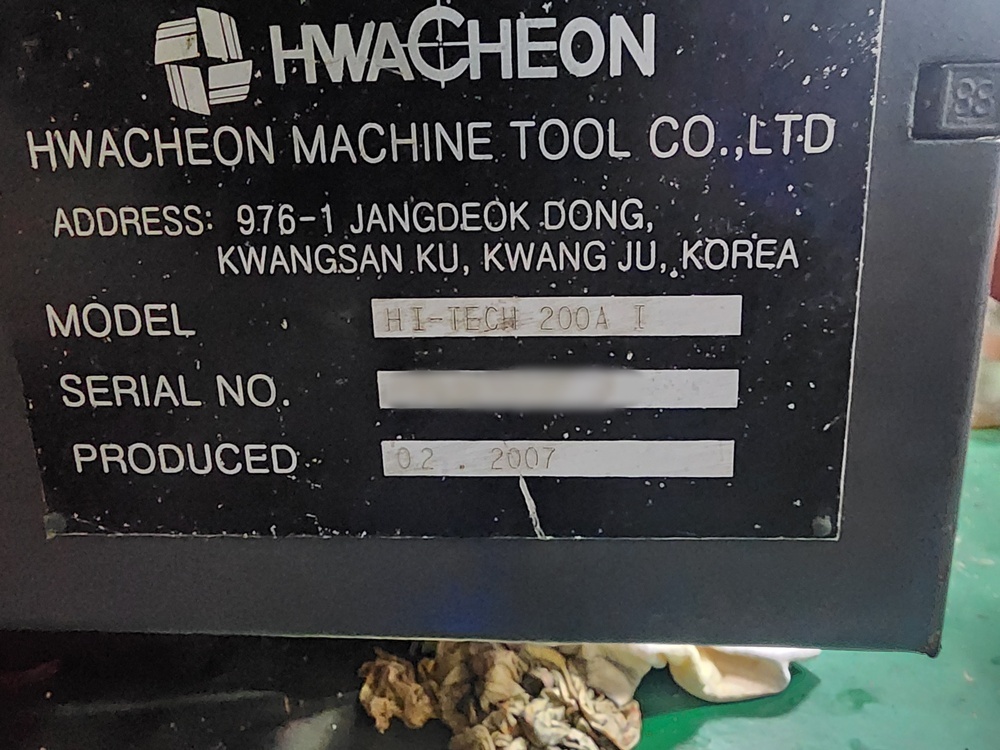 HWACHEON
HWACHEON MACHINE TOOL CO.,LTD
ADDRESS: 976-1 JANGDEOK DONG,
KWANGSAN KU, KWANG JU, KOREA
MODEL HI-TECH 200A I
SERIAL NO.
PRODUCED 02 . 2007